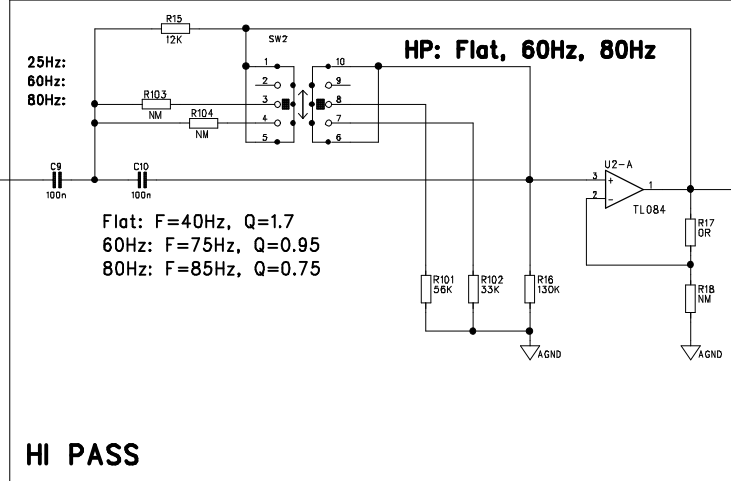 R15
12K
SW2
HP: Flat, 60Hz, 80Hz
25Hz:
60Hz:
80Hz:
1
2
3
4
5
10
9
8
7
6
R103
NM
R104
NM
C9
100n
C10
100n
U2-A
3
+
2
-
1
TL084
Flat: F=40Hz, Q=1.7
60Hz: F=75Hz, Q=0.95
80Hz: F=85Hz, Q=0.75
R17
0R
R101
56K
R102
33K
R16
130K
R18
NM
AGND
AGND
HI PASS